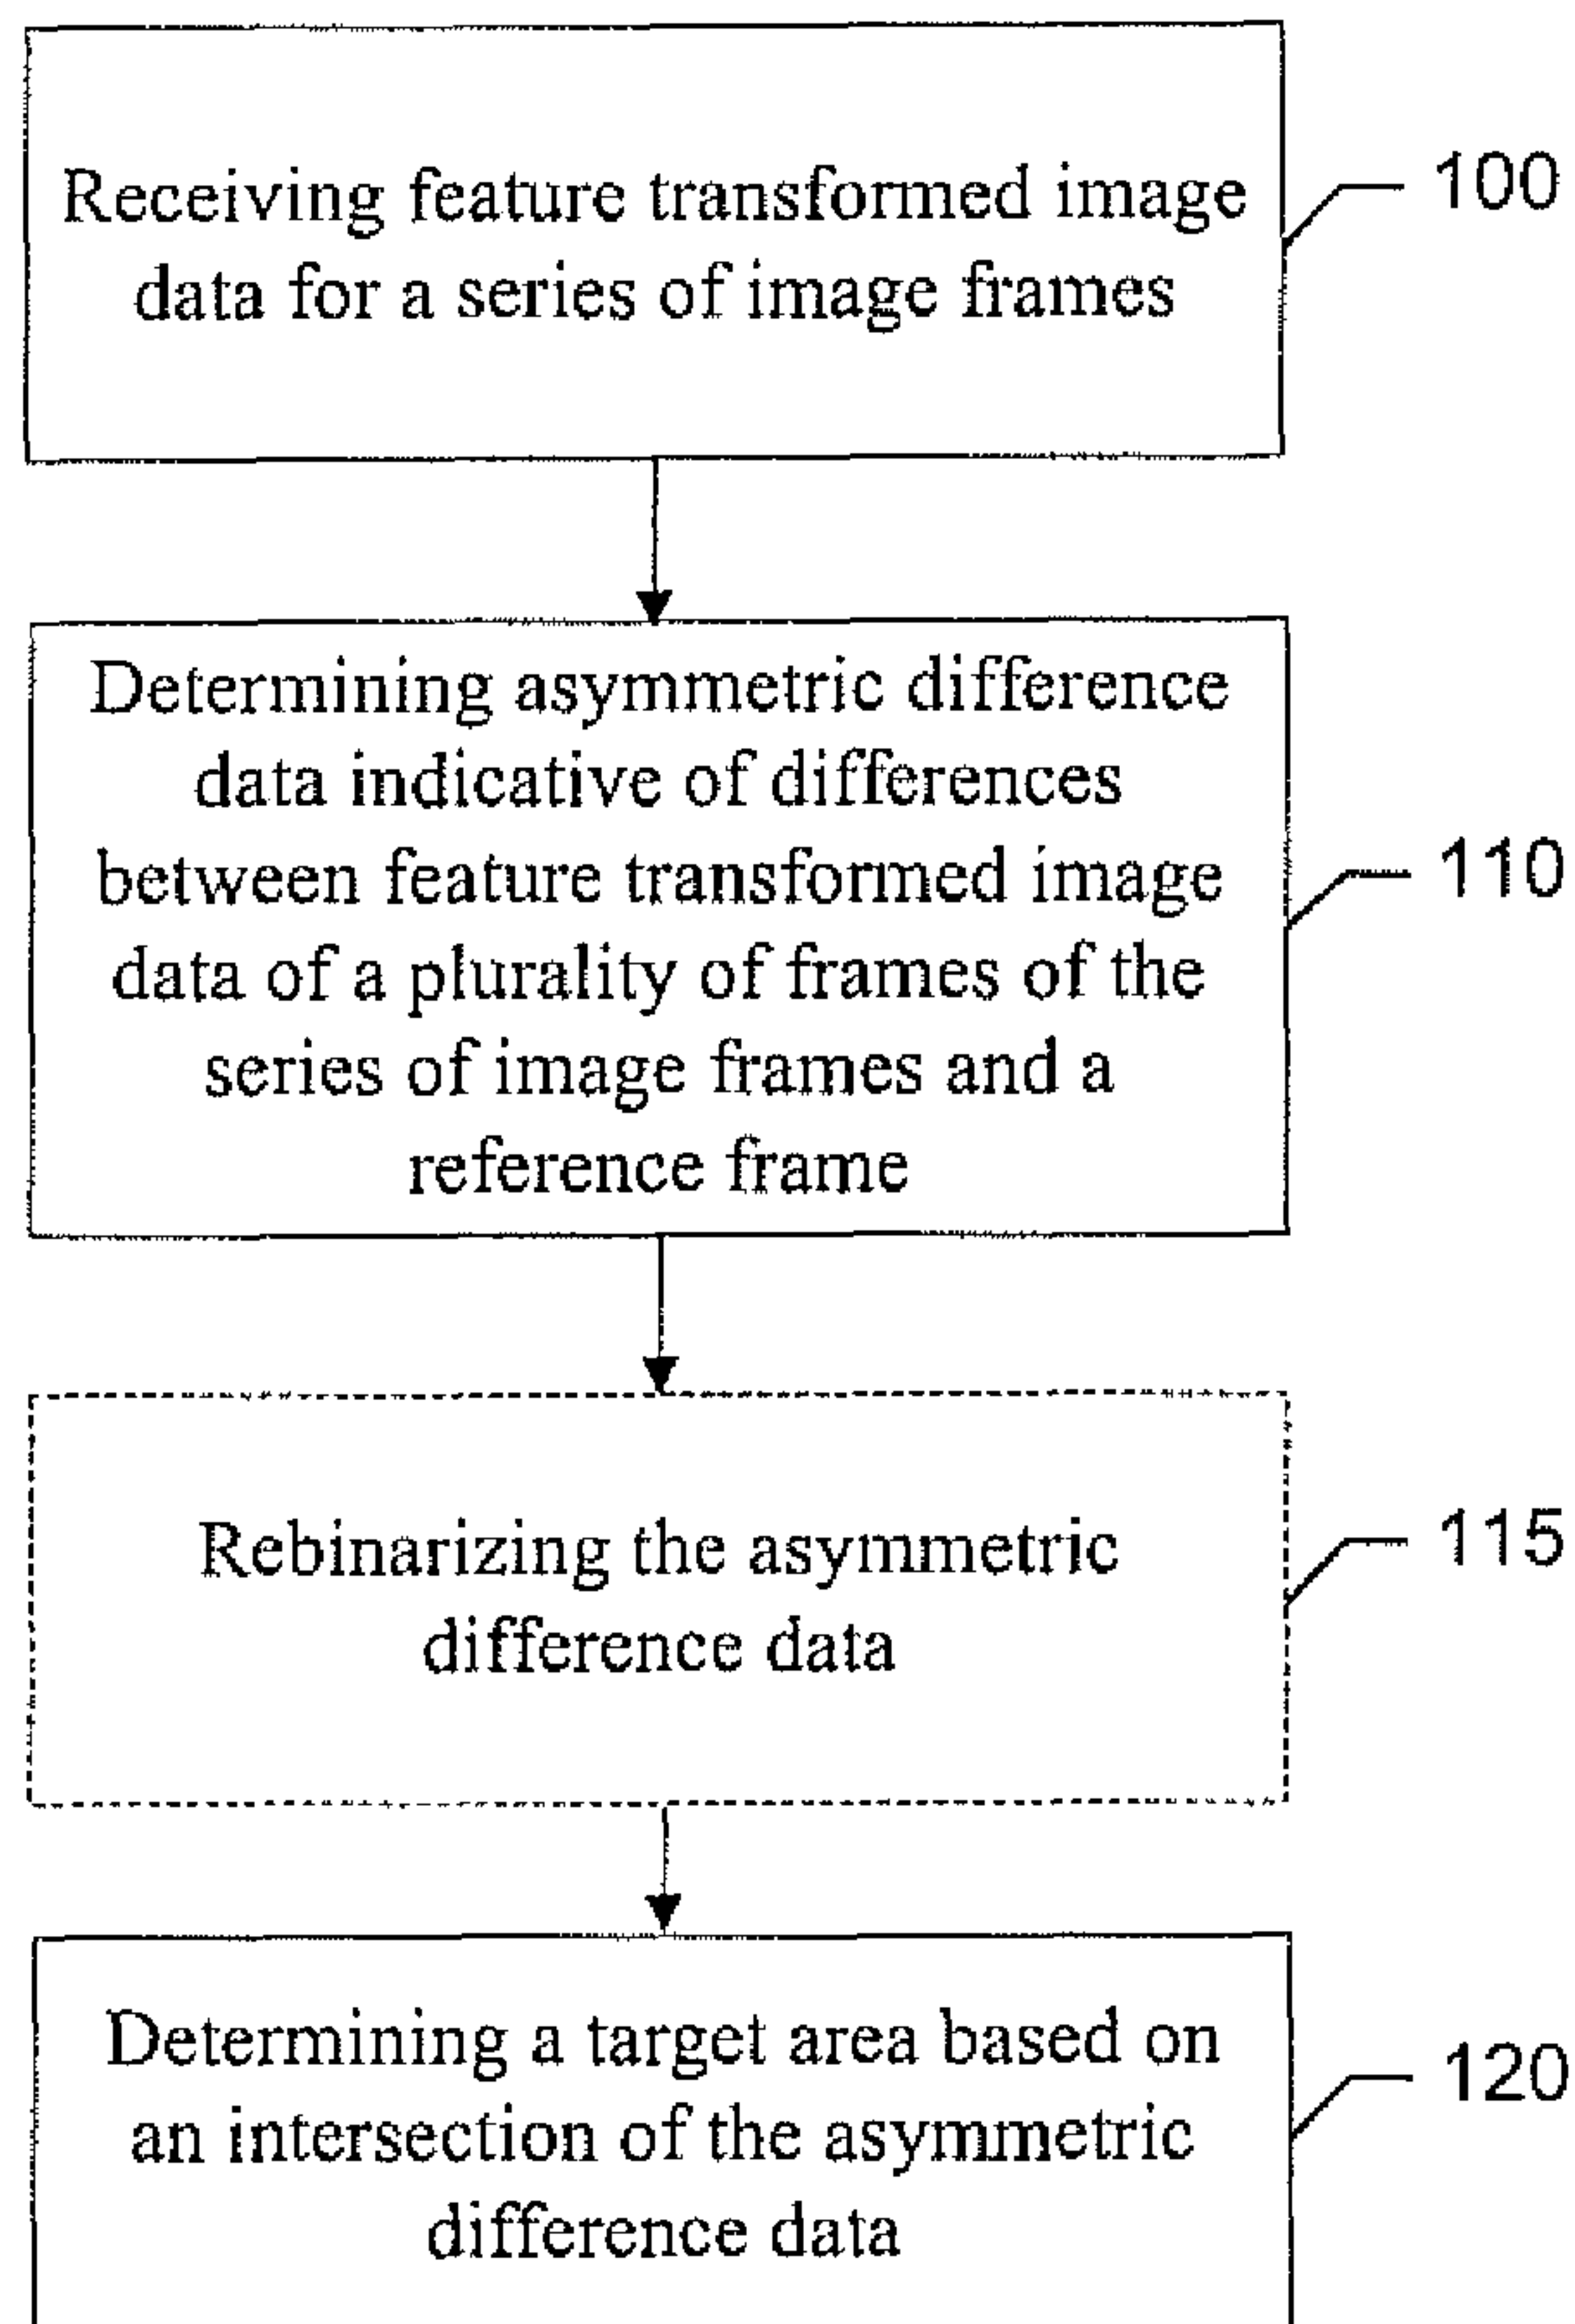 Receiving feature transformed image
data for a series of image frames
100
Determining asymmetric difference
data indicative of differences
between feature transformed image
data of a plurality of frames of the
series of image frames and a
reference frame
110
Rebinarizing the asymmetric
difference data
115
Determining a target area based on
an intersection of the asymmetric
difference data
120